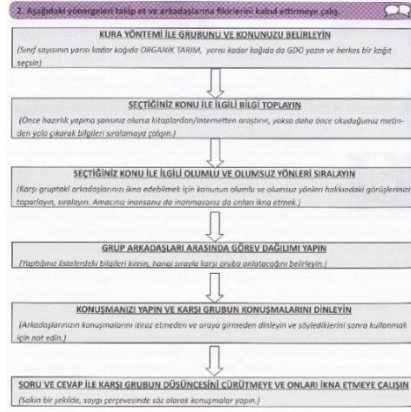 2. Aşağıdaki yönergeleri takip et ve arkadaşlarına fikirlerini kabul ettirmeye çalış.
KURA YÖNTEMİ İLE GRUBUNU VE KONUNUZU BELİRLEYİN
(Sınıf sayısının yarısı kadar kağıda ORGANİK TARIM, yarısı kadar kağıda da GDO yazın ve herkes bir kağıt
seçsin)
SEÇTİĞİNİZ KONU İLE İLGİLİ BİLGİ TOPLAYIN
(Önce hazırlık yapma şansınız olursa kitaplardan/internetten araştırın, yoksa daha önce okuduğunuz metin-
den yola çıkarak bilgileri sıralamaya çalışın.)
SEÇTİĞİNİZ KONU İLE İLGİLİ OLUMLU VE OLUMSUZ YÖNLERİ SIRALAYIN
(Karşı gruptaki arkadaşlarınızı ikna edebilmek için konunun olumlu ve olumsuz yönleri hakkındaki görüşlerinizi
toparlayın, sıralayın. Amacınız inansanız da inanmasanız da onları ikna etmek.)
GRUP ARKADAŞLARI ARASINDA GÖREV DAĞILIMI YAPIN
(Yaptığınız listelerdeki bilgileri kimin, hangi sırayla karşı gruba anlatacağını belirleyin.)
KONUŞMANIZI YAPIN VE KARŞI GRUBUN KONUŞMALARINI DİNLEYİN
(Arkadaşlarınızın konuşmalarını itiraz etmeden ve araya girmeden dinleyin ve söylediklerini sonra kullanmak
için not edin.)
SORU VE CEVAP İLE KARŞI GRUBUN DÜŞÜNCESİNİ ÇÜRÜTMEYE VE ONLARI İKNA ETMEYE ÇALIŞIN
(Sakin bir şekilde, saygı çerçevesinde söz alarak konuşmalar yapın.)